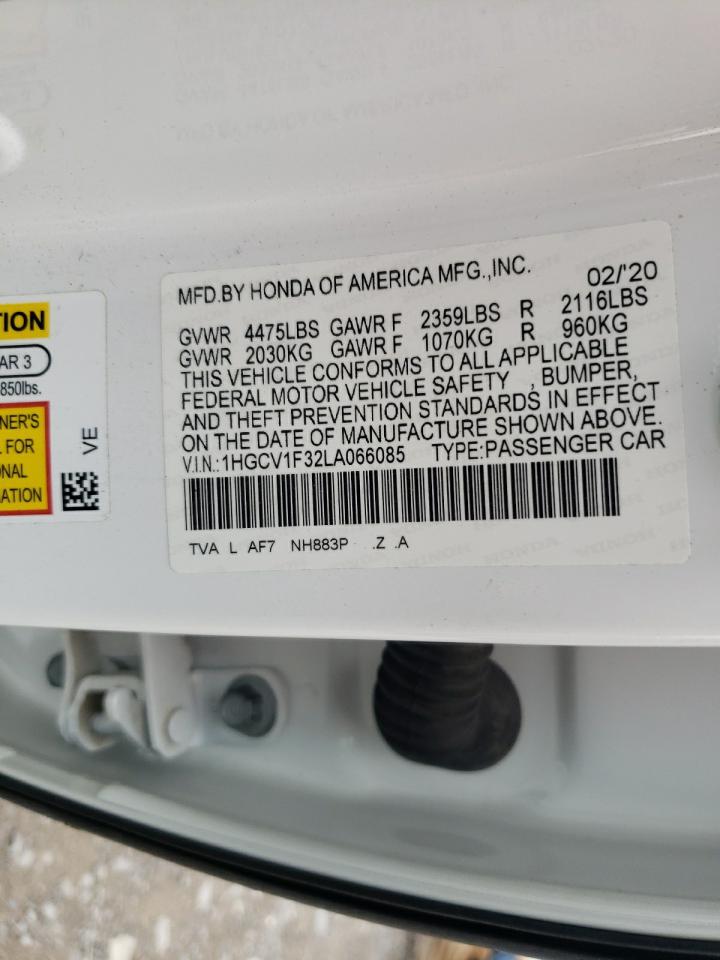 MFD.BY HONDA OF AMERICA MFG.,INC. 02/'20
GVWR 4475LBS GAWR F 2359LBS R 2116LBS
GVWR 2030KG GAWR F 1070KG R 960KG
THIS VEHICLE CONFORMS TO ALL APPLICABLE
FEDERAL MOTOR VEHICLE SAFETY , BUMPER,
AND THEFT PREVENTION STANDARDS IN EFFECT
ON THE DATE OF MANUFACTURE SHOWN ABOVE.
V.I.N.:1HGCV1F32LA066085 TYPE:PASSENGER CAR
TVA L AF7 NH883P .Z .A
TION
AR 3
850lbs.
NER'S
L FOR
ONAL
MATION
VE